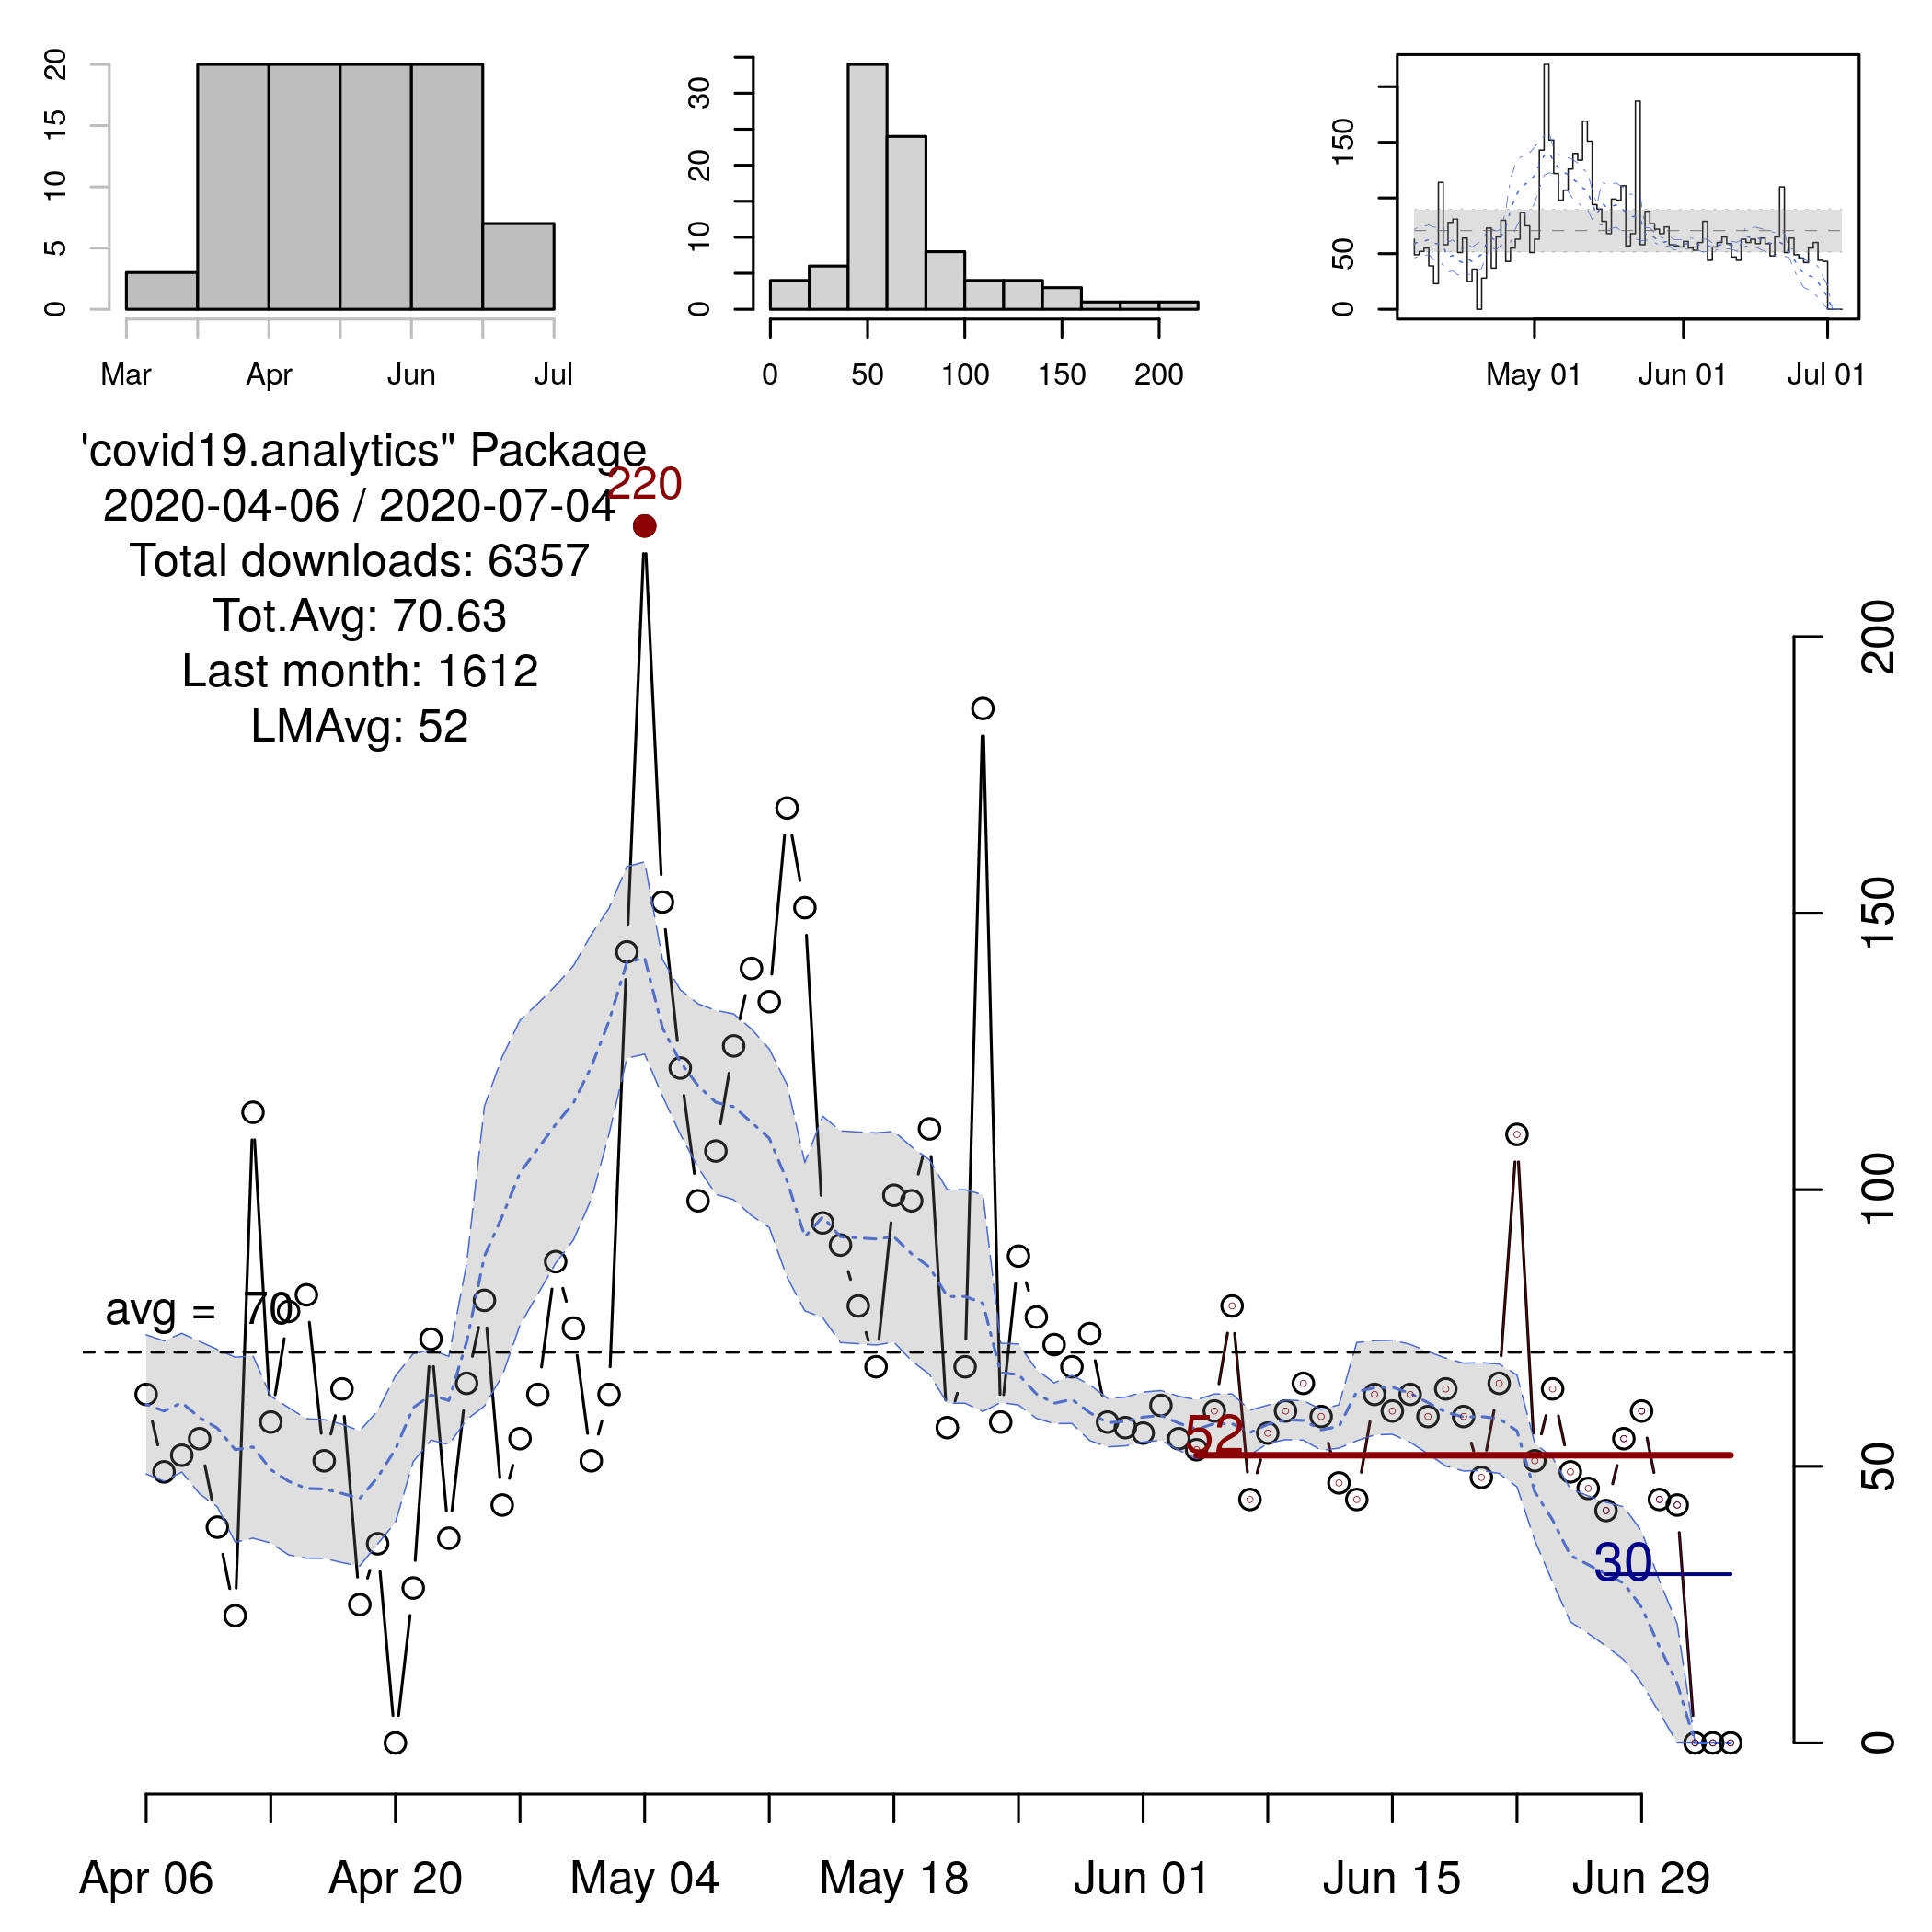 20
15
10
5
0
Mar Apr Jun Jul
30
20
10
0
0 50 100 150 200
150
50
0
May 01 Jun 01 Jul 01
'covid19.analytics" Package
220
2020-04-06 / 2020-07-04
Total downloads: 6357
Tot.Avg: 70.63
Last month: 1612
LMAvg: 52
200
150
100
50
0
avg = 70
52
30
Apr 06 Apr 20 May 04 May 18 Jun 01 Jun 15 Jun 29